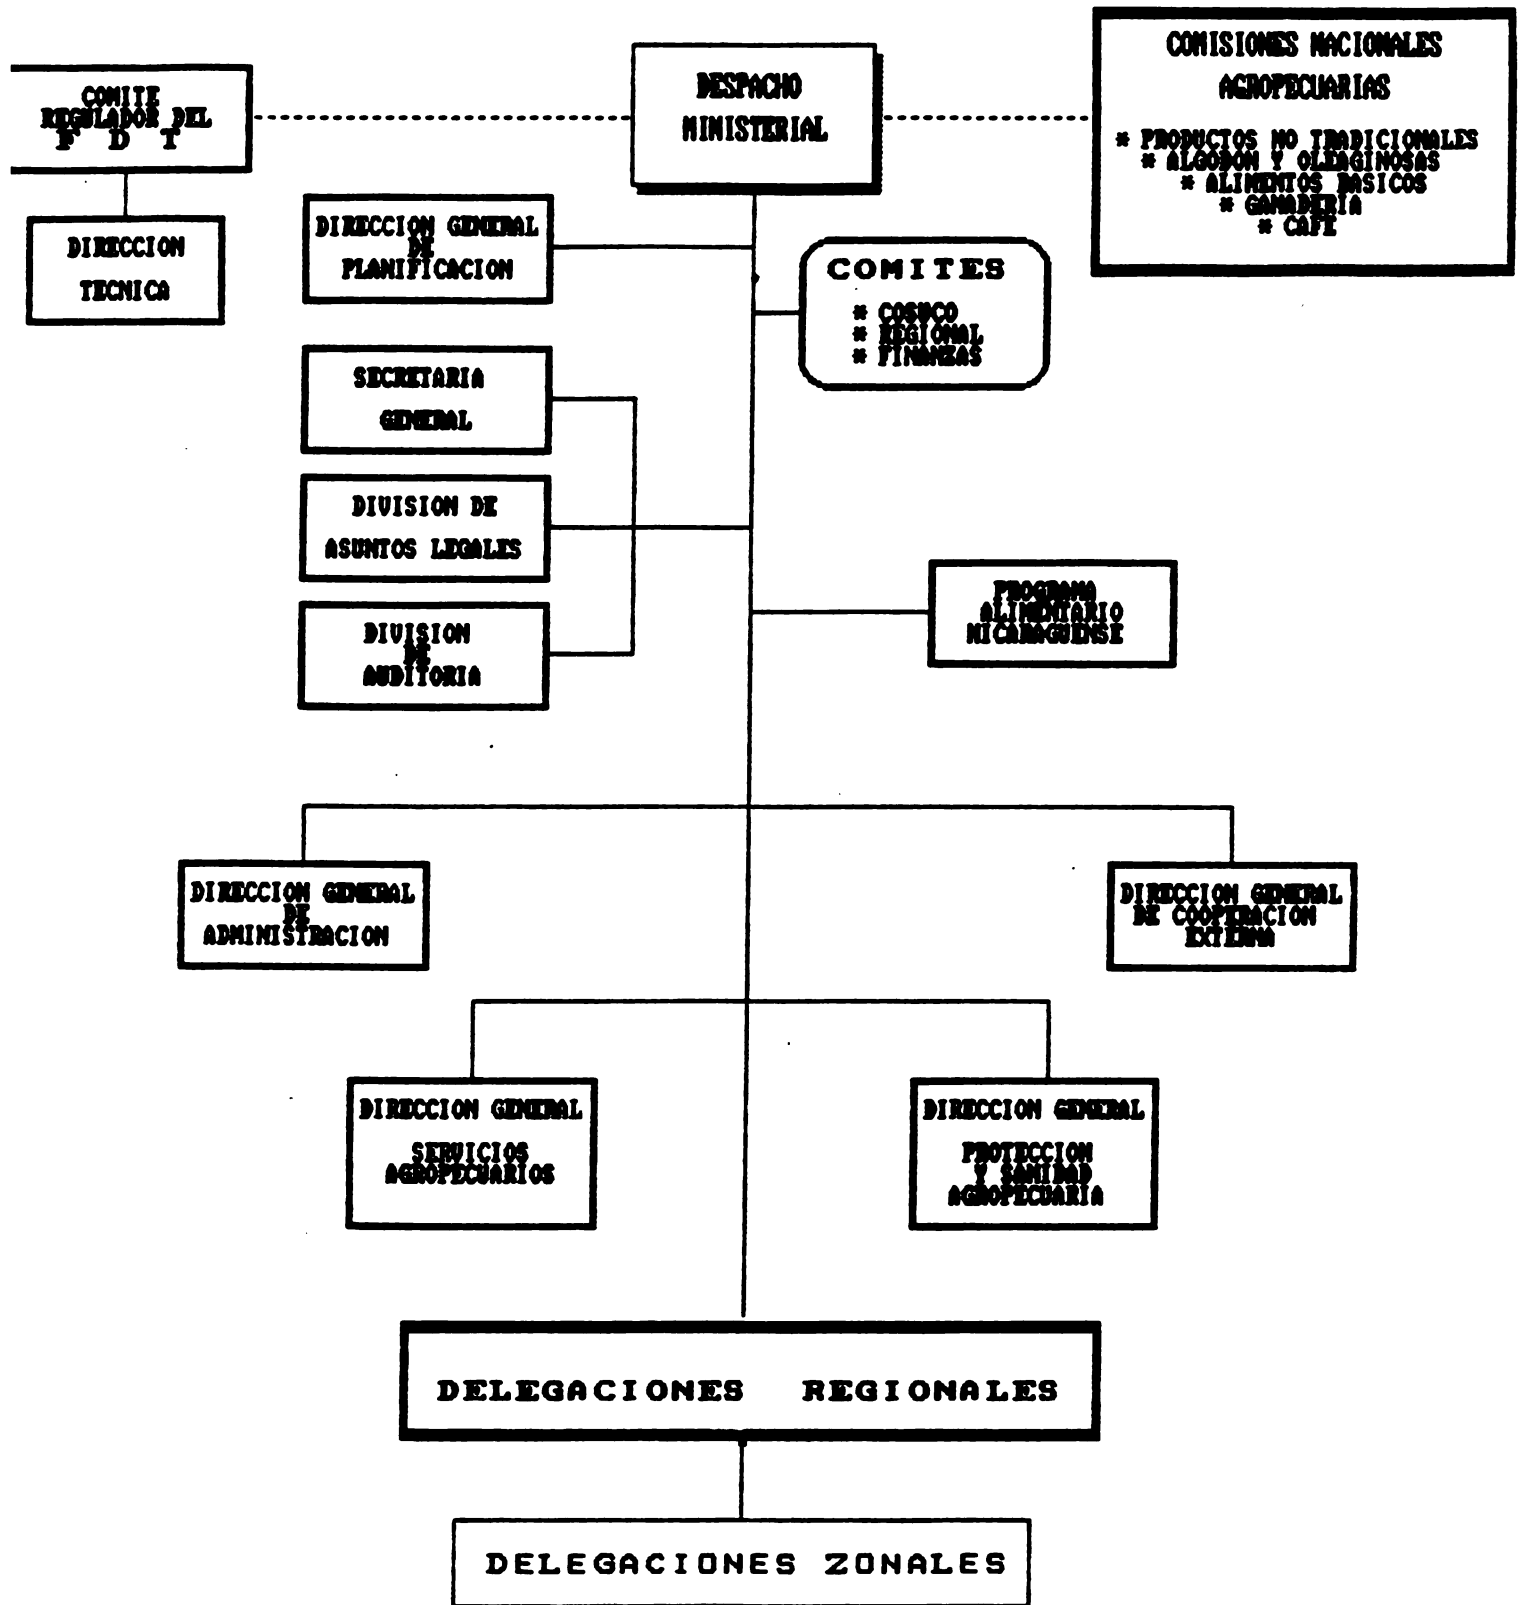 COMITE
REGULADOR DEL
F D T
DIRECCION
TECNICA
DESPACHO
MINISTERIAL
COMISIONES NACIONALES
AGROPECUARIAS
* PRODUCTOS NO TRADICIONALES
* ALGODON Y OLEAGINOSAS
* ALIMENTOS BASICOS
* GANADERIA
* CAFE
DIRECCION GENERAL
DE
PLANIFICACION
COMITES
* COSUCO
* REGIONAL
* FINANZAS
SECRETARIA
GENERAL
DIVISION DE
ASUNTOS LEGALES
DIVISION
DE
AUDITORIA
PROGRAMA
ALIMENTARIO
NICARAGUENSE
DIRECCION GENERAL
DE
ADMINISTRACION
DIRECCION GENERAL
DE COOPERACION
EXTERNA
DIRECCION GENERAL
SERVICIOS
AGROPECUARIOS
DIRECCION GENERAL
PROTECCION
Y SANIDAD
AGROPECUARIA
DELEGACIONES REGIONALES
DELEGACIONES ZONALES